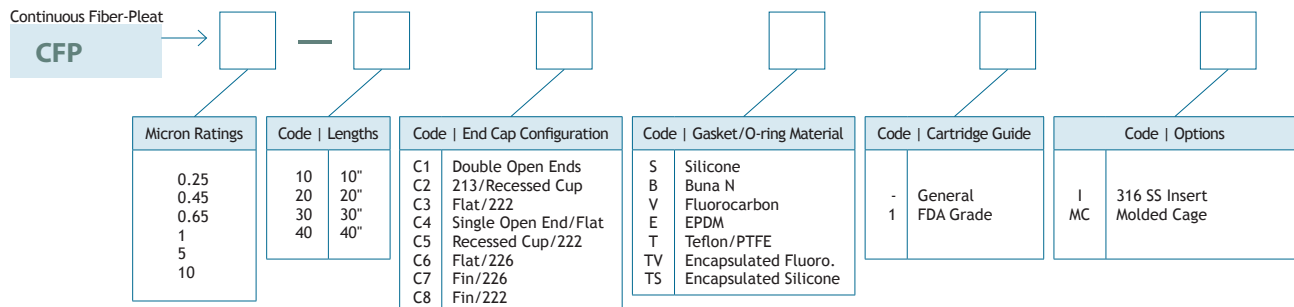 Continuous Fiber-Pleat
CFP
Micron Ratings
0.25
0.45
0.65
1
5
10
Code | Lengths
10 10"
20 20"
30 30"
40 40"
Code | End Cap Configuration
C1 Double Open Ends
C2 213/Recessed Cup
C3 Flat/222
C4 Single Open End/Flat
C5 Recessed Cup/222
C6 Flat/226
C7 Fin/226
C8 Fin/222
Code | Gasket/O-ring Material
S Silicone
B Buna N
V Fluorocarbon
E EPDM
T Teflon/PTFE
TV Encapsulated Fluoro.
TS Encapsulated Silicone
Code | Cartridge Guide
- General
1 FDA Grade
Code | Options
I 316 SS Insert
MC Molded Cage